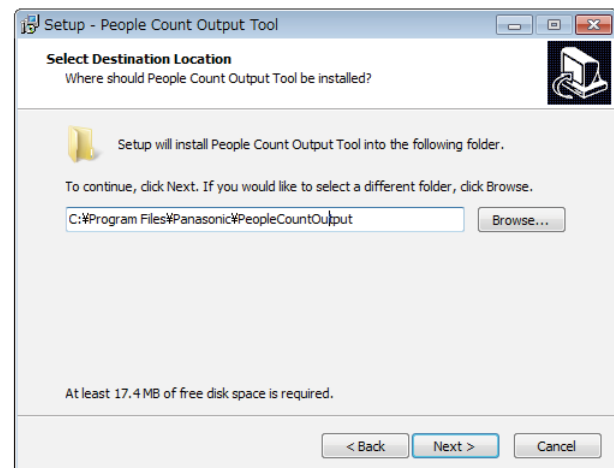 Setup - People Count Output Tool
Select Destination Location
Where should People Count Output Tool be installed?
Setup will install People Count Output Tool into the following folder.
To continue, click Next. If you would like to select a different folder, click Browse.
C:¥Program Files¥Panasonic¥PeopleCountOutput
Browse...
At least 17.4 MB of free disk space is required.
< Back
Next >
Cancel